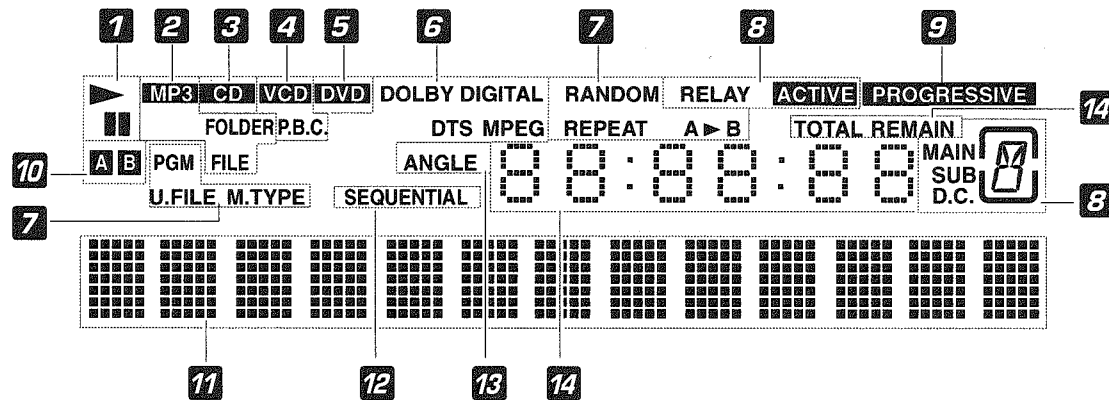 1 2 3 4 5 6 7 8 9
MP3 CD VCD DVD DOLBY DIGITAL RANDOM RELAY ACTIVE PROGRESSIVE
14
FOLDER P.B.C. DTS MPEG REPEAT A►B TOTAL REMAIN
10 A B PGM FILE ANGLE 88:88:88 MAIN
SUB
7 U.FILE M.TYPE SEQUENTIAL D.C. 8
11 12 13 14